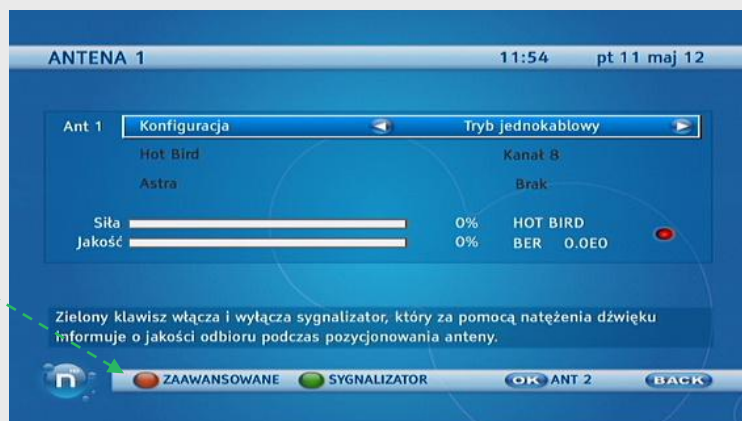 ANTENA 1 11:54 pt 11 maj 12
Ant 1 Konfiguracja Tryb jednokablowy
Hot Bird Kanał 8
Astra Brak
Siła 0% HOT BIRD
Jakość 0% BER 0.0E0
Zielony klawisz włącza i wyłącza sygnalizator, który za pomocą natężenia dźwięku
informuje o jakości odbioru podczas pozycjonowania anteny.
n ZAAWANSOWANE SYGNALIZATOR OK ANT 2 BACK